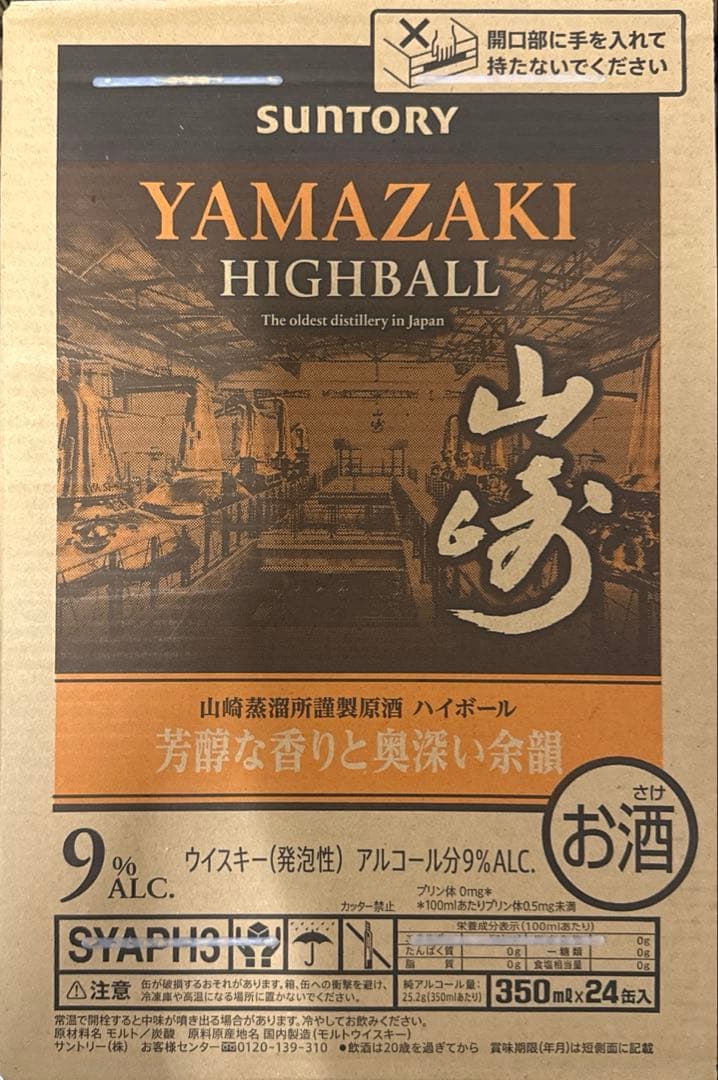 開口部に手を入れて
持たないでください
SUNTORY
YAMAZAKI
HIGHBALL
The oldest distillery in Japan
山崎
山崎
山崎蒸溜所謹製原酒 ハイボール
芳醇な香りと奥深い余韻
さけ
お酒
9% ALC.
ウイスキー(発泡性) アルコール分9%ALC.
プリン体 0mg*
*100mlあたりプリン体0.5mg未満
カッター禁止
SYAPH3
栄養成分表示(100mlあたり)
0g
たんぱく質 0g 糖類 0g
脂質 0g 食塩相当量 0g
注意 缶が破損するおそれがあります。箱、缶への衝撃を避け、
冷凍庫や高温になる場所に置かないでください。
純アルコール量:
25.2g(350mlあたり)
350ml×24缶入
常温で開栓すると中味が噴き出る場合があります。冷やしてお飲みください。
原材料名 モルト/炭酸 原料原産地名 国内製造(モルトウイスキー)
サントリー(株) お客様センター 0120-139-310 ●飲酒は20歳を過ぎてから 賞味期限(年月)は短側面に記載